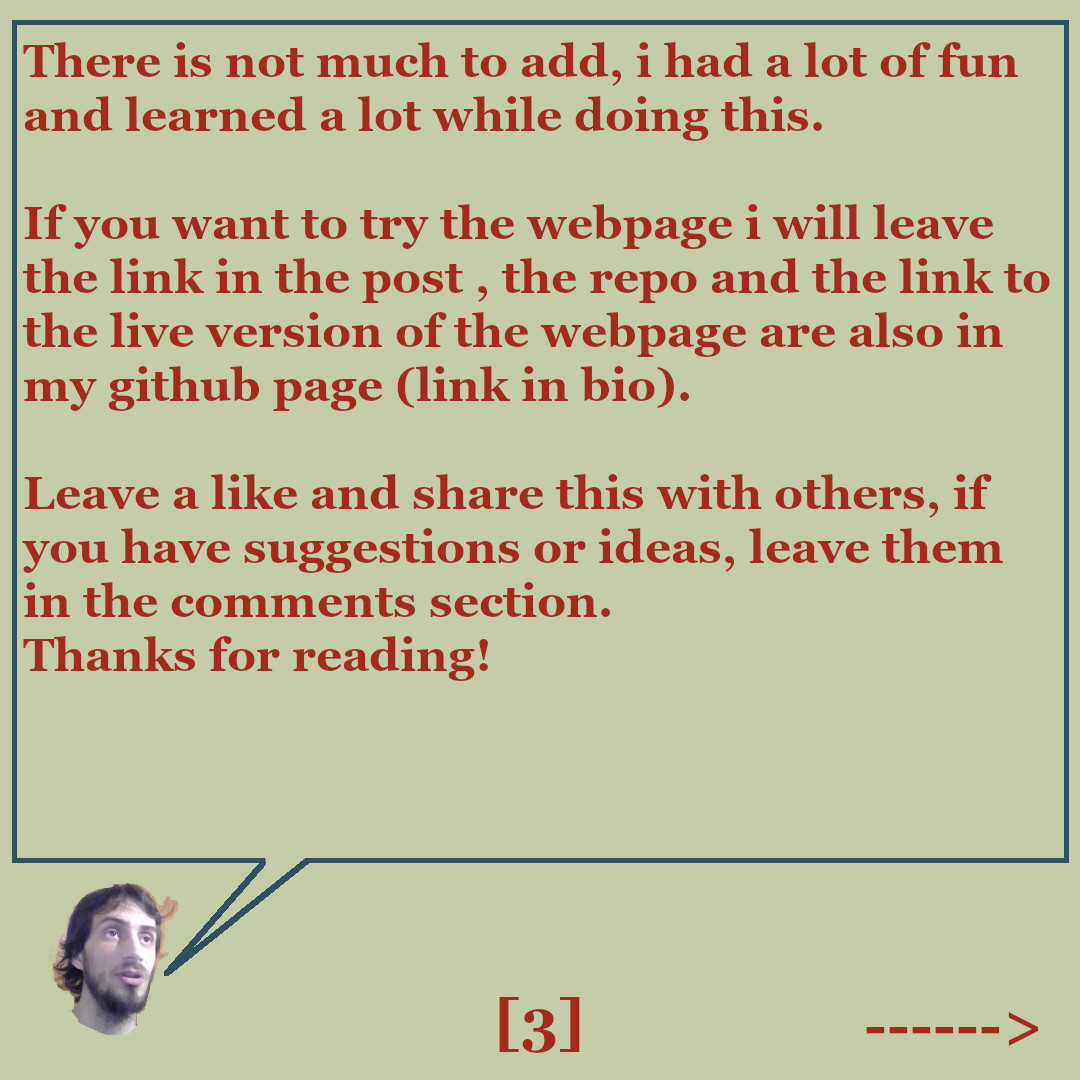 There is not much to add, i had a lot of fun
and learned a lot while doing this.
If you want to try the webpage i will leave
the link in the post , the repo and the link to
the live version of the webpage are also in
my github page (link in bio).
Leave a like and share this with others, if
you have suggestions or ideas, leave them
in the comments section.
Thanks for reading!
[3] ------>